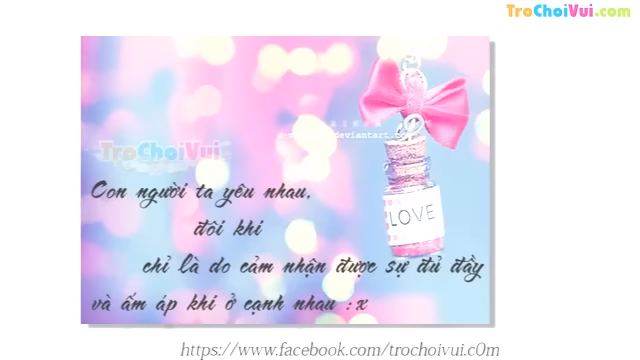 TroChoiVui.com
TroChoiVui
LOVE
Con người ta yêu nhau,
đôi khi
chỉ là do cảm nhận được sự đủ đầy
và ấm áp khi ở cạnh nhau :x
https://www.facebook.com/trochoivui.c0m